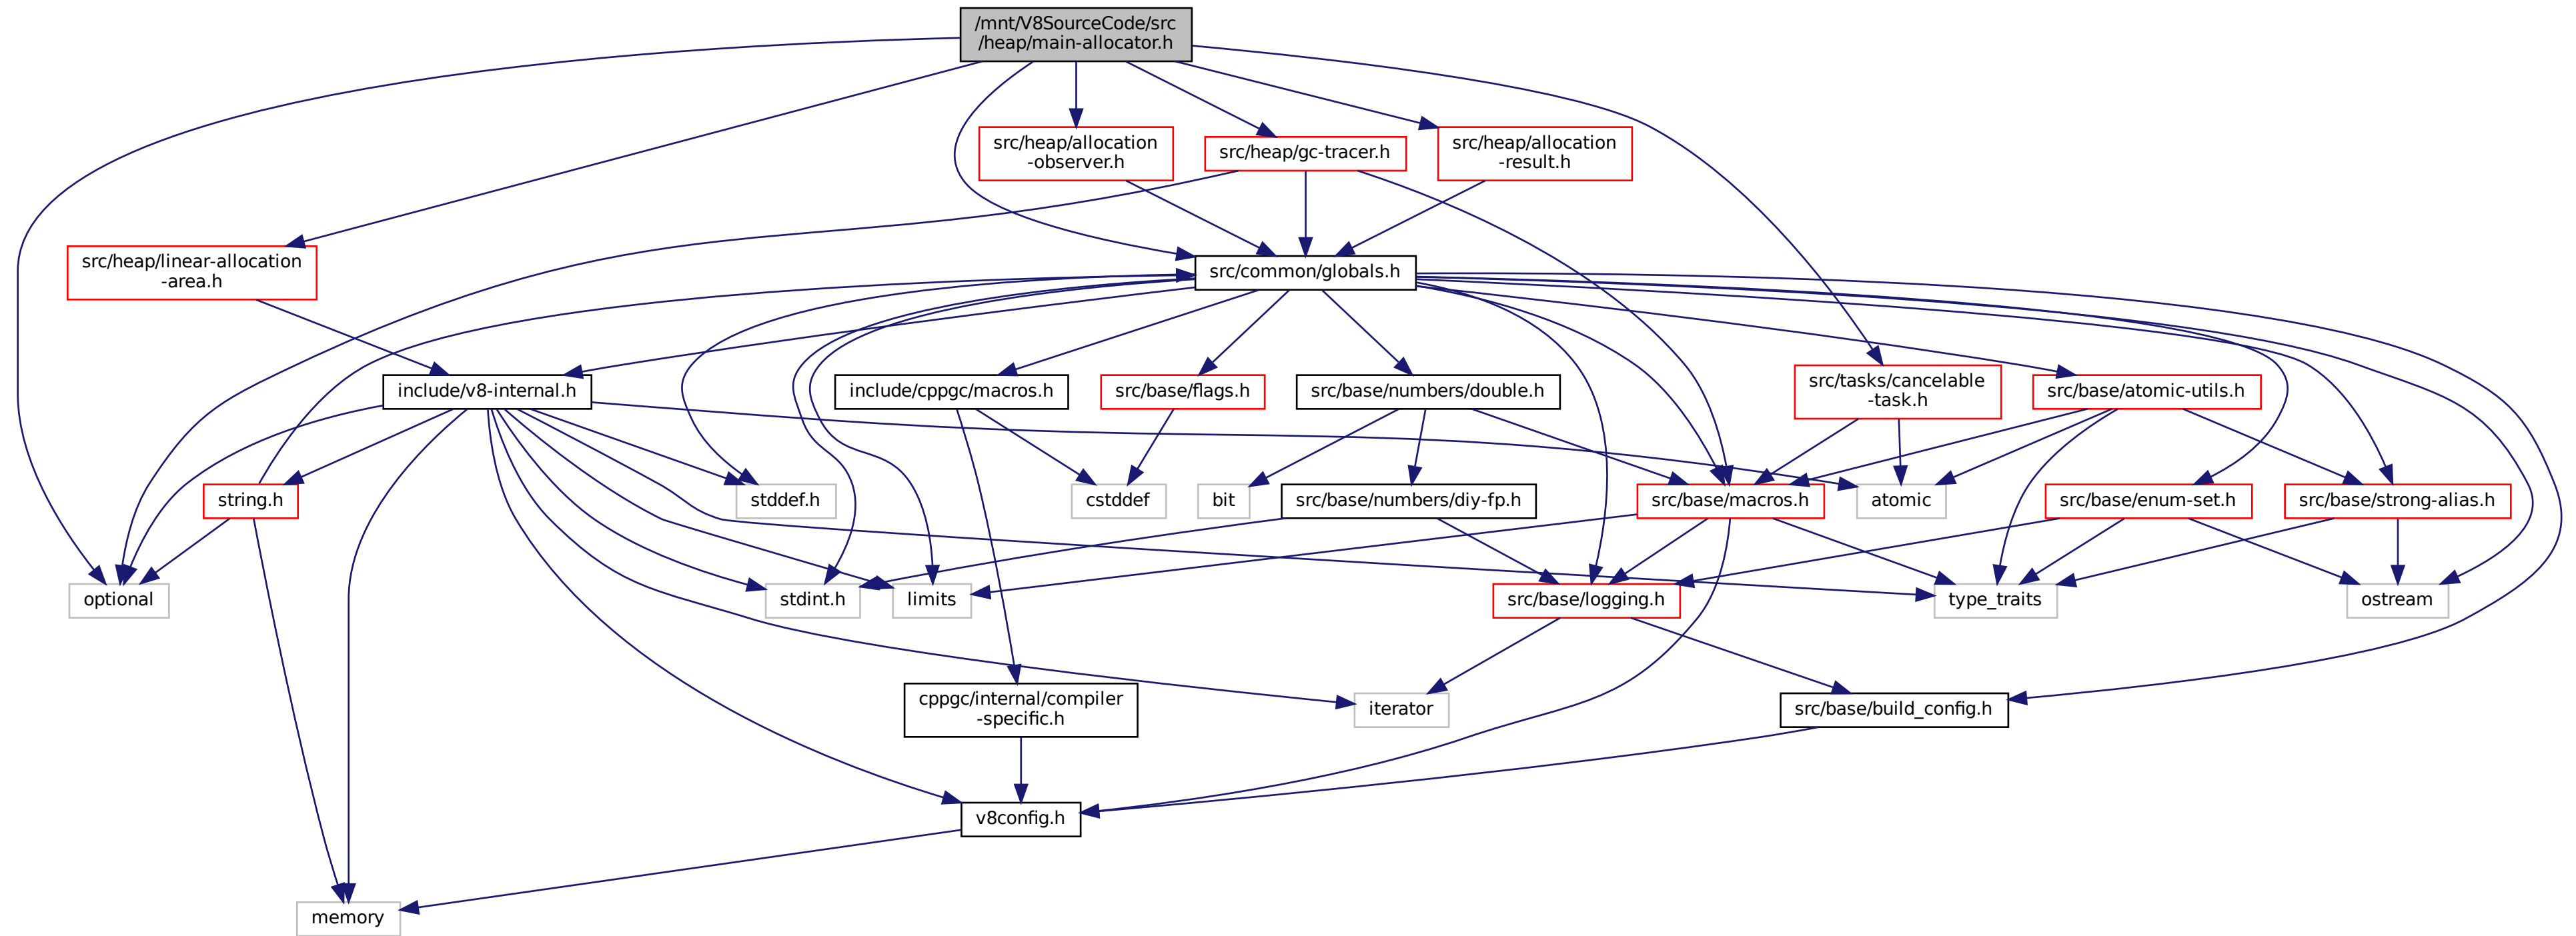 /mnt/V8SourceCode/src
/heap/main-allocator.h
src/heap/allocation
-observer.h
src/heap/gc-tracer.h
src/heap/allocation
-result.h
src/heap/linear-allocation
-area.h
src/common/globals.h
include/v8-internal.h
include/cppgc/macros.h
src/base/flags.h
src/base/numbers/double.h
src/tasks/cancelable
-task.h
src/base/atomic-utils.h
string.h
stddef.h
cstddef
bit
src/base/numbers/diy-fp.h
src/base/macros.h
atomic
src/base/enum-set.h
src/base/strong-alias.h
optional
stdint.h
limits
src/base/logging.h
type_traits
ostream
cppgc/internal/compiler
-specific.h
iterator
src/base/build_config.h
v8config.h
memory